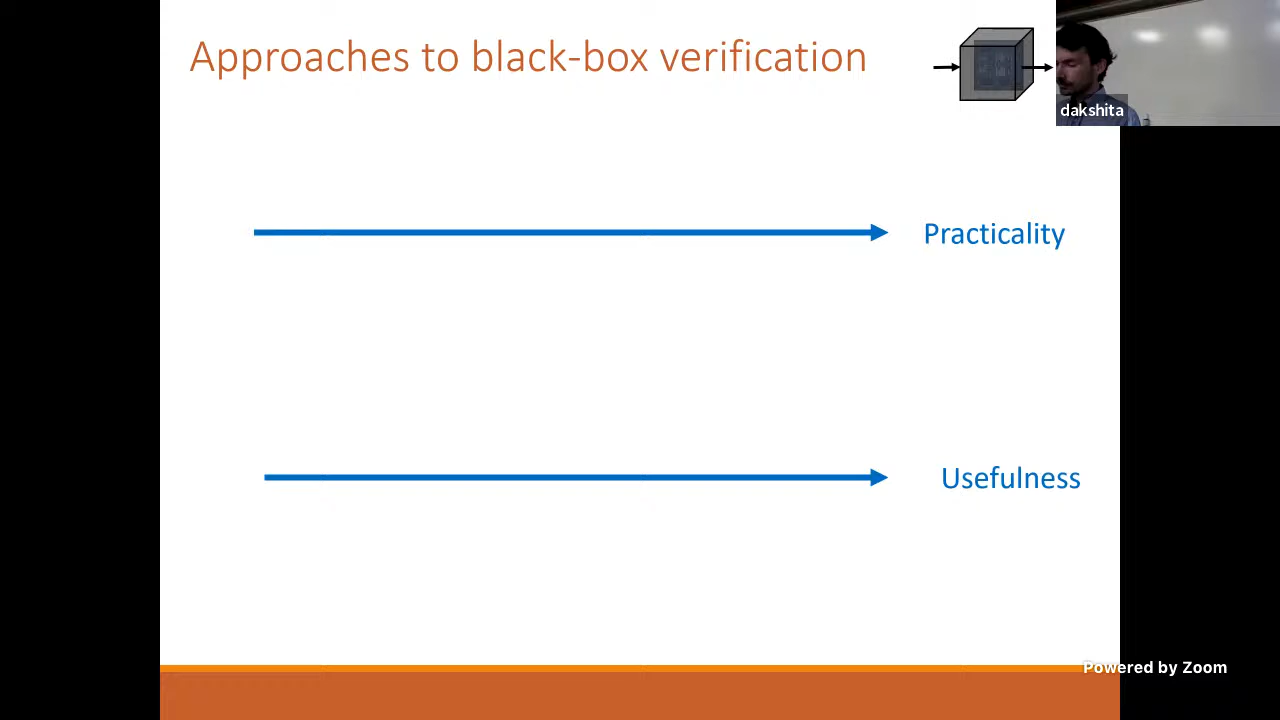 Approaches to black-box verification
dakshita
Practicality
Usefulness
Powered by Zoom